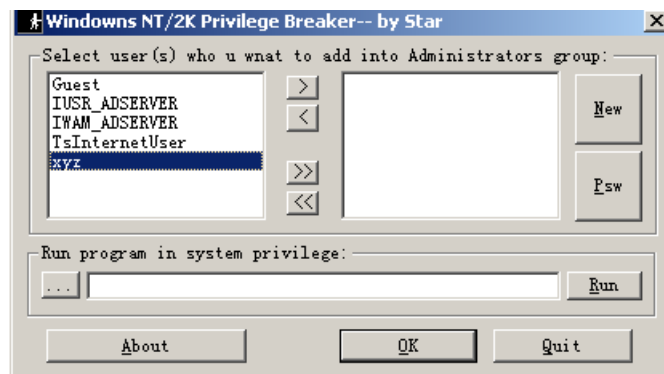 Windowns NT/2K Privilege Breaker-- by Star
Select user(s) who u wnat to add into Administrators group:
Guest
IUSR_ADSERVER
IWAM_ADSERVER
TsInternetUser
xyz
>
<
>>
<<
New
Psw
Run program in system privilege:
...
Run
About
OK
Quit